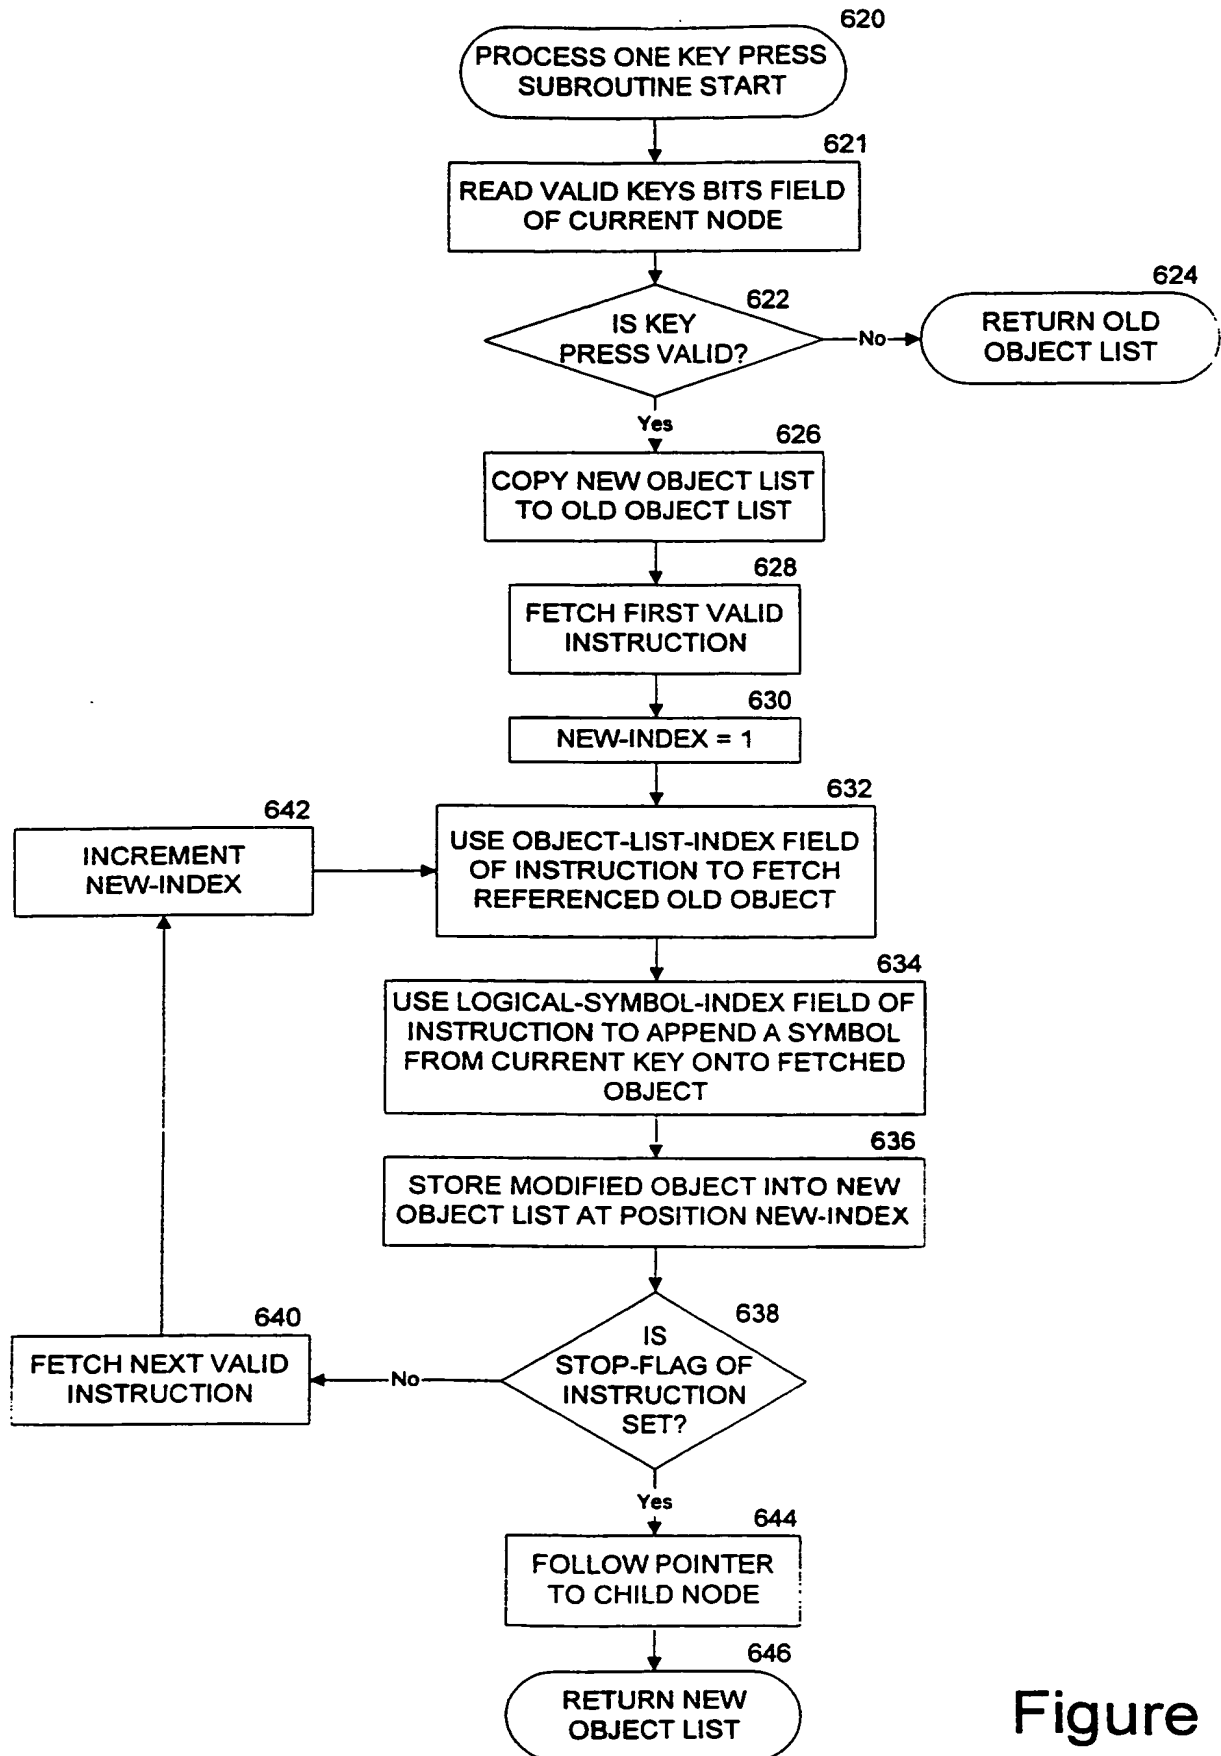 620
PROCESS ONE KEY PRESS
SUBROUTINE START
621
READ VALID KEYS BITS FIELD
OF CURRENT NODE
622
IS KEY
PRESS VALID?
No
624
RETURN OLD
OBJECT LIST
Yes
626
COPY NEW OBJECT LIST
TO OLD OBJECT LIST
628
FETCH FIRST VALID
INSTRUCTION
630
NEW-INDEX = 1
632
USE OBJECT-LIST-INDEX FIELD
OF INSTRUCTION TO FETCH
REFERENCED OLD OBJECT
642
INCREMENT
NEW-INDEX
634
USE LOGICAL-SYMBOL-INDEX FIELD OF
INSTRUCTION TO APPEND A SYMBOL
FROM CURRENT KEY ONTO FETCHED
OBJECT
636
STORE MODIFIED OBJECT INTO NEW
OBJECT LIST AT POSITION NEW-INDEX
638
IS
STOP-FLAG OF
INSTRUCTION
SET?
No
640
FETCH NEXT VALID
INSTRUCTION
Yes
644
FOLLOW POINTER
TO CHILD NODE
646
RETURN NEW
OBJECT LIST
Figure